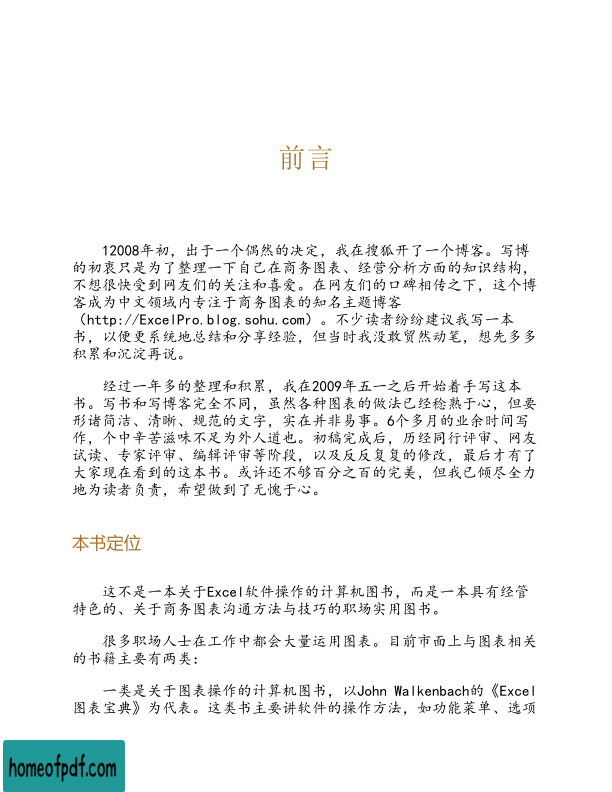 前言
12008年初，出于一个偶然的决定，我在搜狐开了一个博客。写博
的初衷只是为了整理一下自己在商务图表、经营分析方面的知识结构，
不想很快受到网友们的关注和喜爱。在网友们的口碑相传之下，这个博
客成为中文领域内专注于商务图表的知名主题博客
（http://ExcelPro.blog.sohu.com）。不少读者纷纷建议我写一本
书，以便更系统地总结和分享经验，但当时我没敢贸然动笔，想先多多
积累和沉淀再说。
经过一年多的整理和积累，我在2009年五一之后开始着手写这本
书。写书和写博客完全不同，虽然各种图表的做法已经稔熟于心，但要
形诸简洁、清晰、规范的文字，实在并非易事。6个多月的业余时间写
作，个中辛苦滋味不足为外人道也。初稿完成后，历经同行评审、网友
试读、专家评审、编辑评审等阶段，以及反反复复的修改，最后才有了
大家现在看到的这本书。或许还不够百分之百的完美，但我已倾尽全力
地为读者负责，希望做到了无愧于心。
本书定位
这不是一本关于Excel软件操作的计算机图书，而是一本具有经管
特色的、关于商务图表沟通方法与技巧的职场实用图书。
很多职场人士在工作中都会大量运用图表。目前市面上与图表相关
的书籍主要有两类：
一类是关于图表操作的计算机图书，以John Walkenbach的《Excel
图表宝典》为代表。这类书主要讲软件的操作方法，如功能菜单、选项
homeofpdf.com